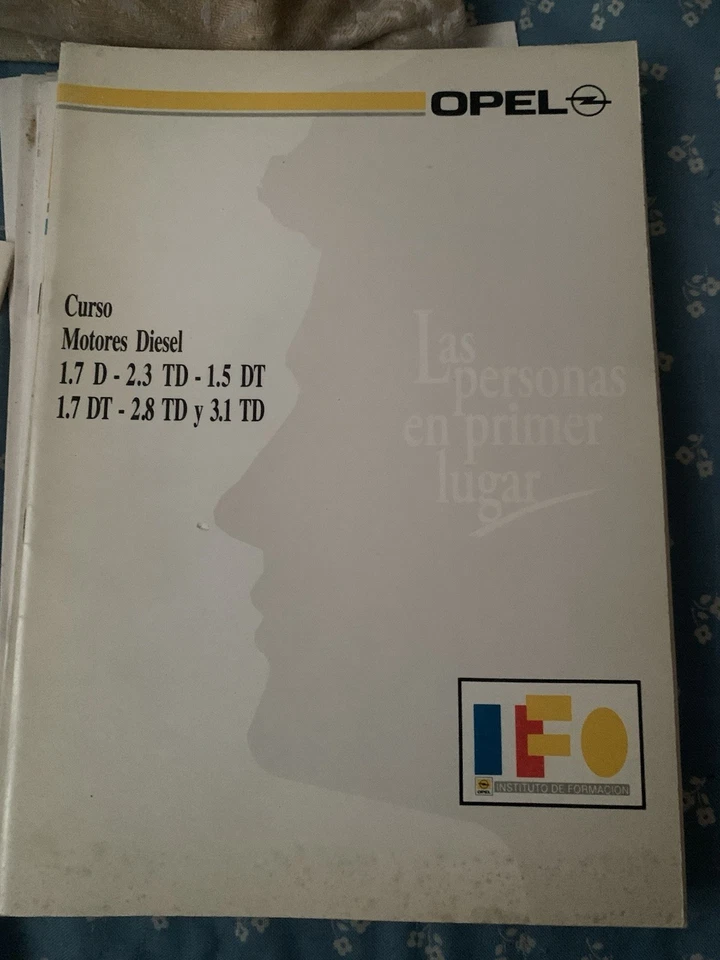 OPEL
Curso
Motores Diesel
1.7 D - 2.3 TD - 1.5 DT
1.7 DT - 2.8 TD y 3.1 TD
Las
personas
en primer
lugar
IFO
OPEL
INSTITUTO DE FORMACION